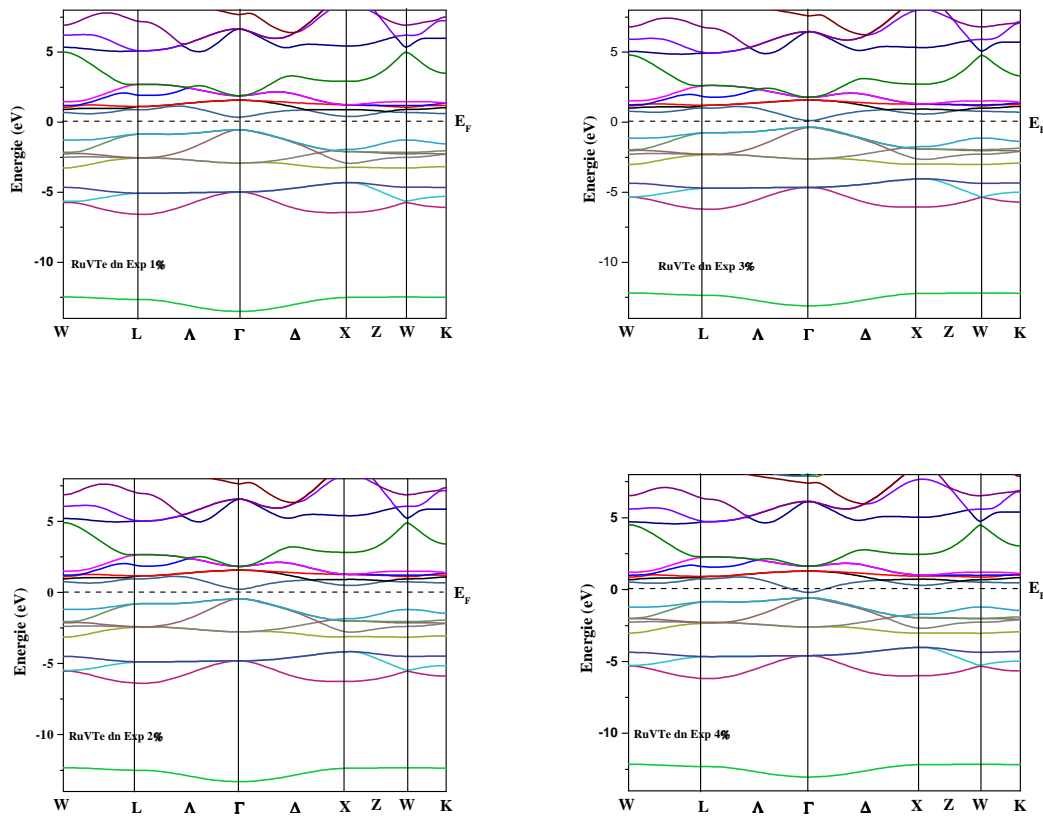 5
0
-5
-10
Energie (eV)
E_F
RuVTe dn Exp 1%
W L Λ Γ Δ X Z W K
5
0
-5
-10
Energie (eV)
E_F
RuVTe dn Exp 3%
W L Λ Γ Δ X Z W K
5
0
-5
-10
Energie (eV)
E_F
RuVTe dn Exp 2%
W L Λ Γ Δ X Z W K
5
0
-5
-10
Energie (eV)
E_F
RuVTe dn Exp 4%
W L Λ Γ Δ X Z W K